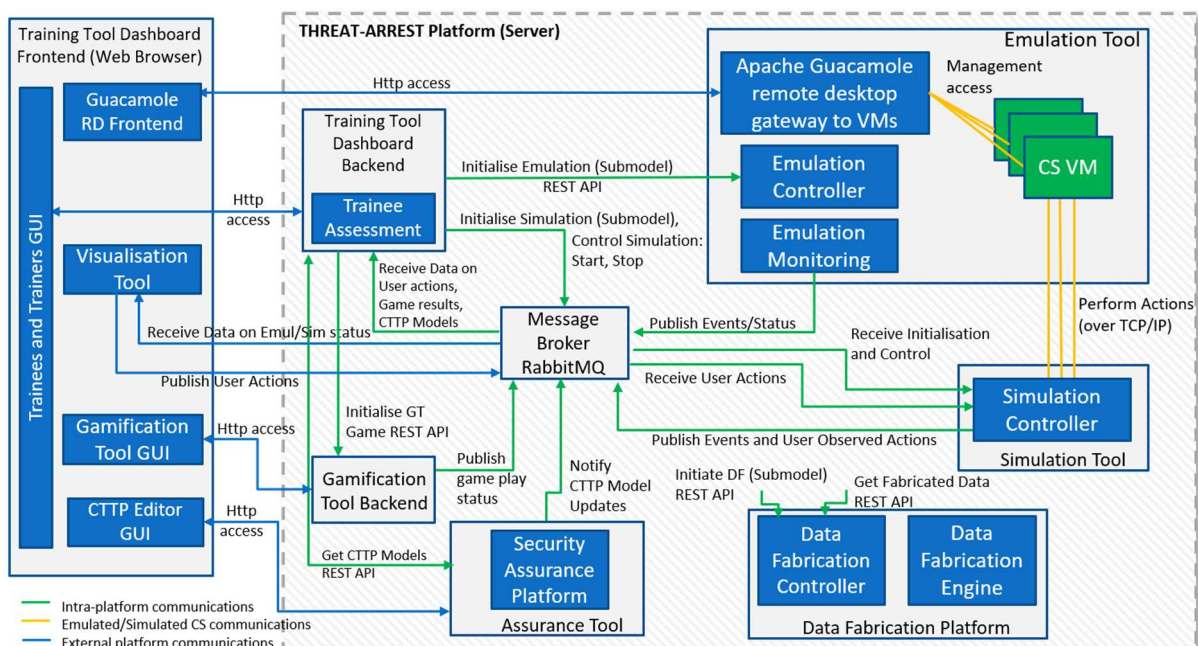 Training Tool Dashboard
Frontend (Web Browser)
Trainees and Trainers GUI
Guacamole
RD Frontend
Visualisation
Tool
Gamification
Tool GUI
CTTP Editor
GUI
THREAT-ARREST Platform (Server)
Http access
Training Tool
Dashboard
Backend
Trainee
Assessment
Http
access
Initialise Emulation (Submodel)
REST API
Initialise Simulation (Submodel),
Control Simulation:
Start, Stop
Receive Data on
User actions,
Game results,
CTTP Models
Receive Data on Emul/Sim status
Publish User Actions
Message
Broker
RabbitMQ
Emulation Tool
Apache Guacamole
remote desktop
gateway to VMs
Management
access
CS VM
Emulation
Controller
Emulation
Monitoring
Publish Events/Status
Perform Actions
(over TCP/IP)
Receive Initialisation
and Control
Receive User Actions
Publish Events and User Observed Actions
Simulation
Controller
Simulation Tool
Http access
Initialise GT
Game REST API
Gamification
Tool Backend
Publish
game play
status
Notify
CTTP Model
Updates
Http
access
Get CTTP Models
REST API
Security
Assurance
Platform
Assurance Tool
Initiate DF (Submodel)
REST API
Get Fabricated Data
REST API
Data
Fabrication
Controller
Data
Fabrication
Engine
Data Fabrication Platform
Intra-platform communications
Emulated/Simulated CS communications
External platform communications